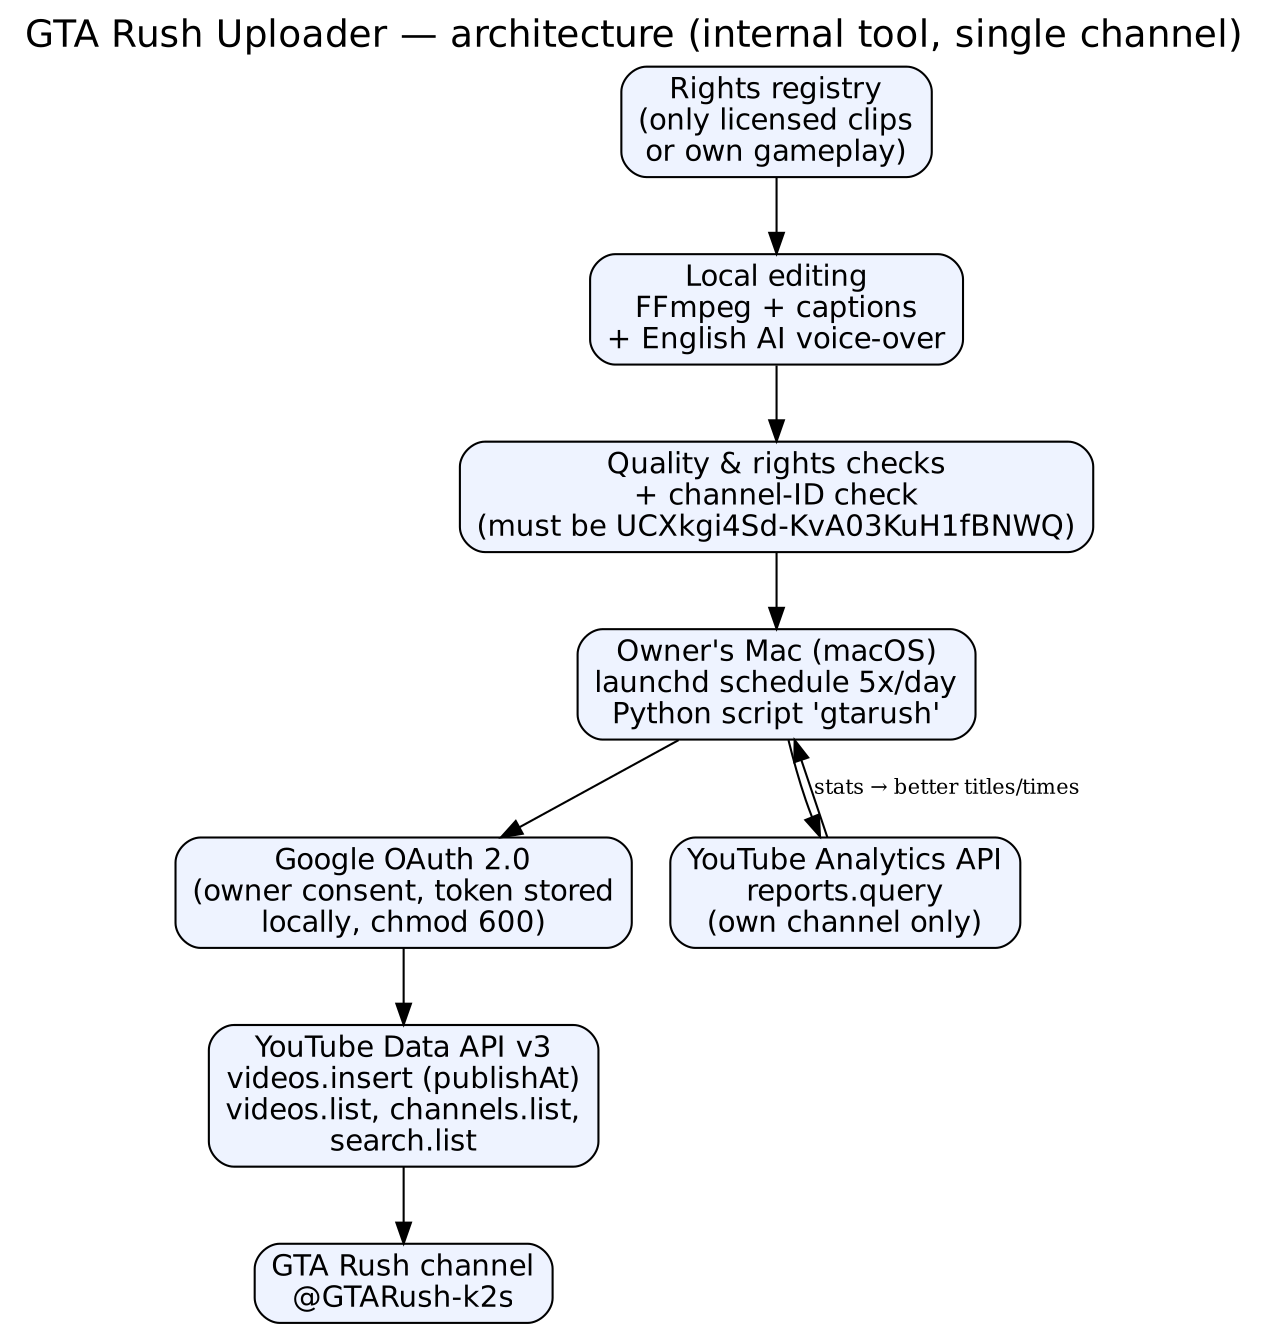 GTA Rush Uploader — architecture (internal tool, single channel)
Rights registry
(only licensed clips
or own gameplay)
Local editing
FFmpeg + captions
+ English AI voice-over
Quality & rights checks
+ channel-ID check
(must be UCXkgi4Sd-KvA03KuH1fBNWQ)
Owner's Mac (macOS)
launchd schedule 5x/day
Python script 'gtarush'
stats → better titles/times
Google OAuth 2.0
(owner consent, token stored
locally, chmod 600)
YouTube Analytics API
reports.query
(own channel only)
YouTube Data API v3
videos.insert (publishAt)
videos.list, channels.list,
search.list
GTA Rush channel
@GTARush-k2s